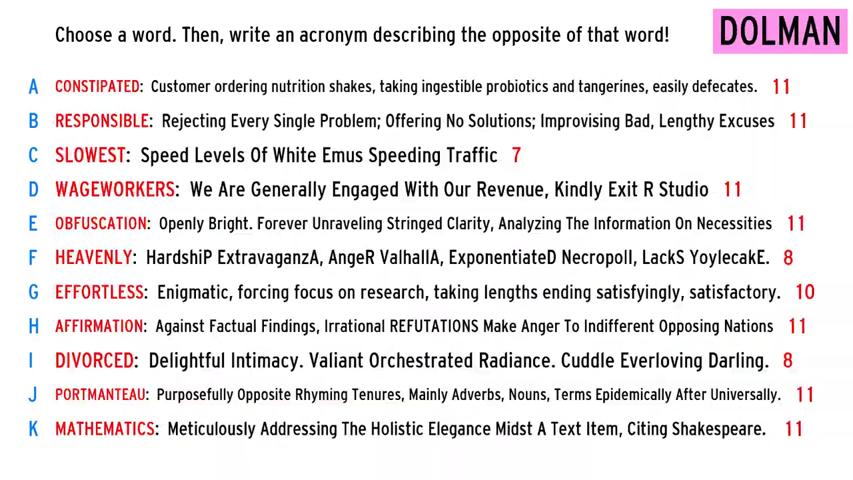 Choose a word. Then, write an acronym describing the opposite of that word!
DOLMAN
A CONSTIPATED: Customer ordering nutrition shakes, taking ingestible probiotics and tangerines, easily defecates. 11
B RESPONSIBLE: Rejecting Every Single Problem; Offering No Solutions; Improvising Bad, Lengthy Excuses 11
C SLOWEST: Speed Levels Of White Emus Speeding Traffic 7
D WAGEWORKERS: We Are Generally Engaged With Our Revenue, Kindly Exit R Studio 11
E OBFUSCATION: Openly Bright. Forever Unraveling Stringed Clarity, Analyzing The Information On Necessities 11
F HEAVENLY: HardshiP ExtravaganzA, AngeR ValhallA, ExponentiateD NecropolI, LackS YoylecakE. 8
G EFFORTLESS: Enigmatic, forcing focus on research, taking lengths ending satisfyingly, satisfactory. 10
H AFFIRMATION: Against Factual Findings, Irrational REFUTATIONS Make Anger To Indifferent Opposing Nations 11
I DIVORCED: Delightful Intimacy. Valiant Orchestrated Radiance. Cuddle Everloving Darling. 8
J PORTMANTEAU: Purposefully Opposite Rhyming Tenures, Mainly Adverbs, Nouns, Terms Epidemically After Universally. 11
K MATHEMATICS: Meticulously Addressing The Holistic Elegance Midst A Text Item, Citing Shakespeare. 11